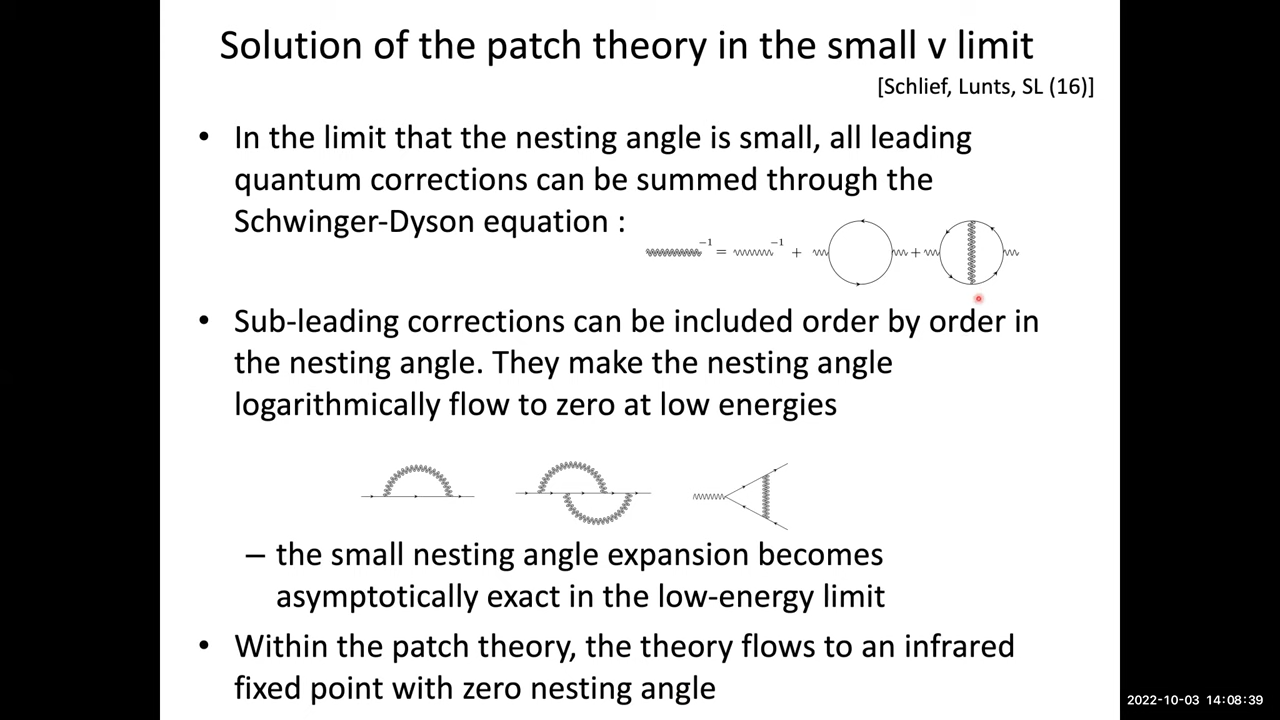 Solution of the patch theory in the small v limit
[Schlief, Lunts, SL (16)]
• In the limit that the nesting angle is small, all leading
quantum corrections can be summed through the
Schwinger-Dyson equation :
−1 = −1 + +
• Sub-leading corrections can be included order by order in
the nesting angle. They make the nesting angle
logarithmically flow to zero at low energies
– the small nesting angle expansion becomes
asymptotically exact in the low-energy limit
• Within the patch theory, the theory flows to an infrared
fixed point with zero nesting angle
2022-10-03 14:08:39